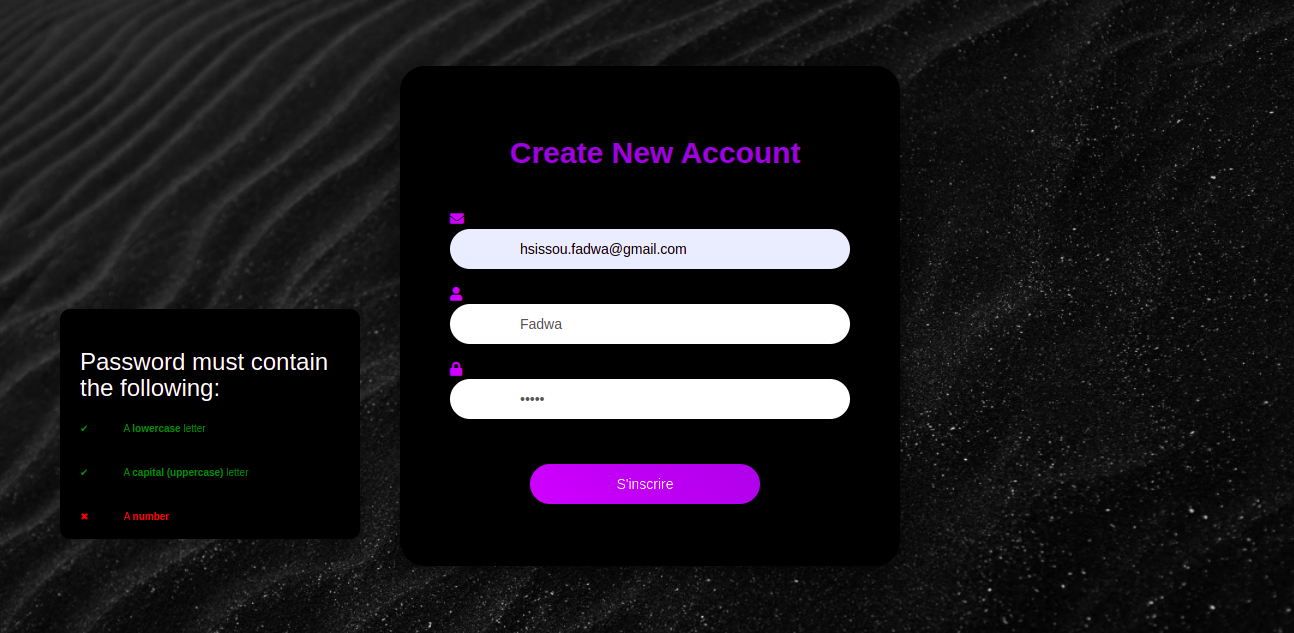 Create New Account
hsissou.fadwa@gmail.com
Fadwa
•••••
S'inscrire
Password must contain
the following:
✔ A lowercase letter
✔ A capital (uppercase) letter
✖ A number